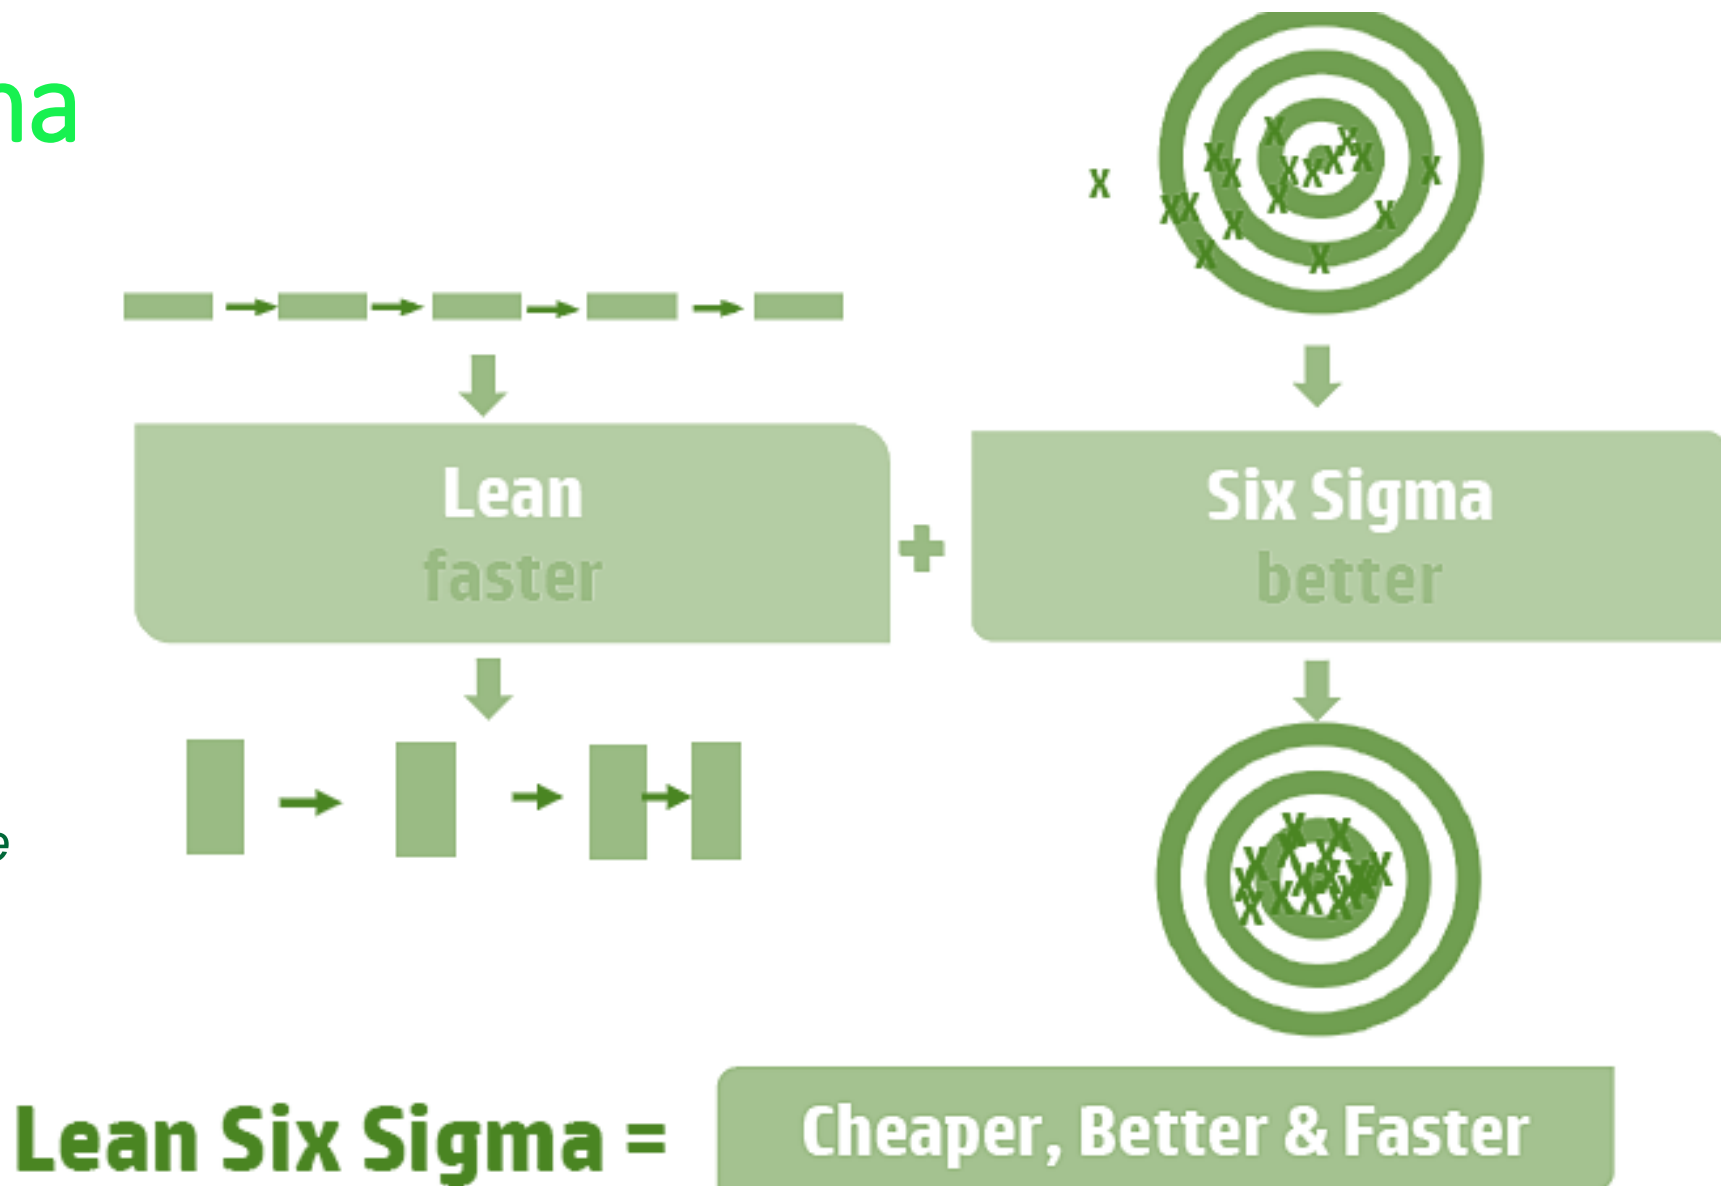 na
Lean
faster
+
Six Sigma
better
e
Lean Six Sigma =
Cheaper, Better & Faster